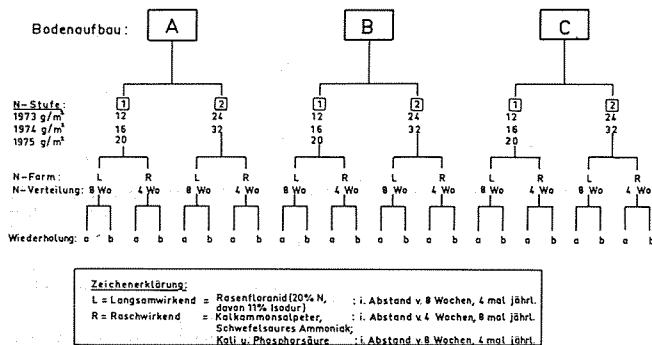 Bodenaufbau: A B C
N-Stufe: 1 2 1 2 1 2
1973 g/m² 12 24 12 24 12 24
1974 g/m² 16 32 16 32 16 32
1975 g/m² 20 20 20
N-Form: L R L R L R L R L R L R
N-Verteilung: 8 Wo 4 Wo 8 Wo 4 Wo 8 Wo 4 Wo 8 Wo 4 Wo 8 Wo 4 Wo 8 Wo 4 Wo
Wiederholung: a b a b a b a b a b a b a b a b a b a b a b a b
Zeichenerklärung:
L = Langsamwirkend = Rasenfloranid (20% N, davon 11% Isodur) : i. Abstand v. 8 Wochen, 4 mal jährl.
R = Raschwirkend = Kalkammonsalpeter, : i. Abstand v. 4 Wochen, 8 mal jährl.
Schwefelsaures Ammoniak;
Kali u. Phosphorsäure : i. Abstand v. 8 Wochen, 4 mal jährl.